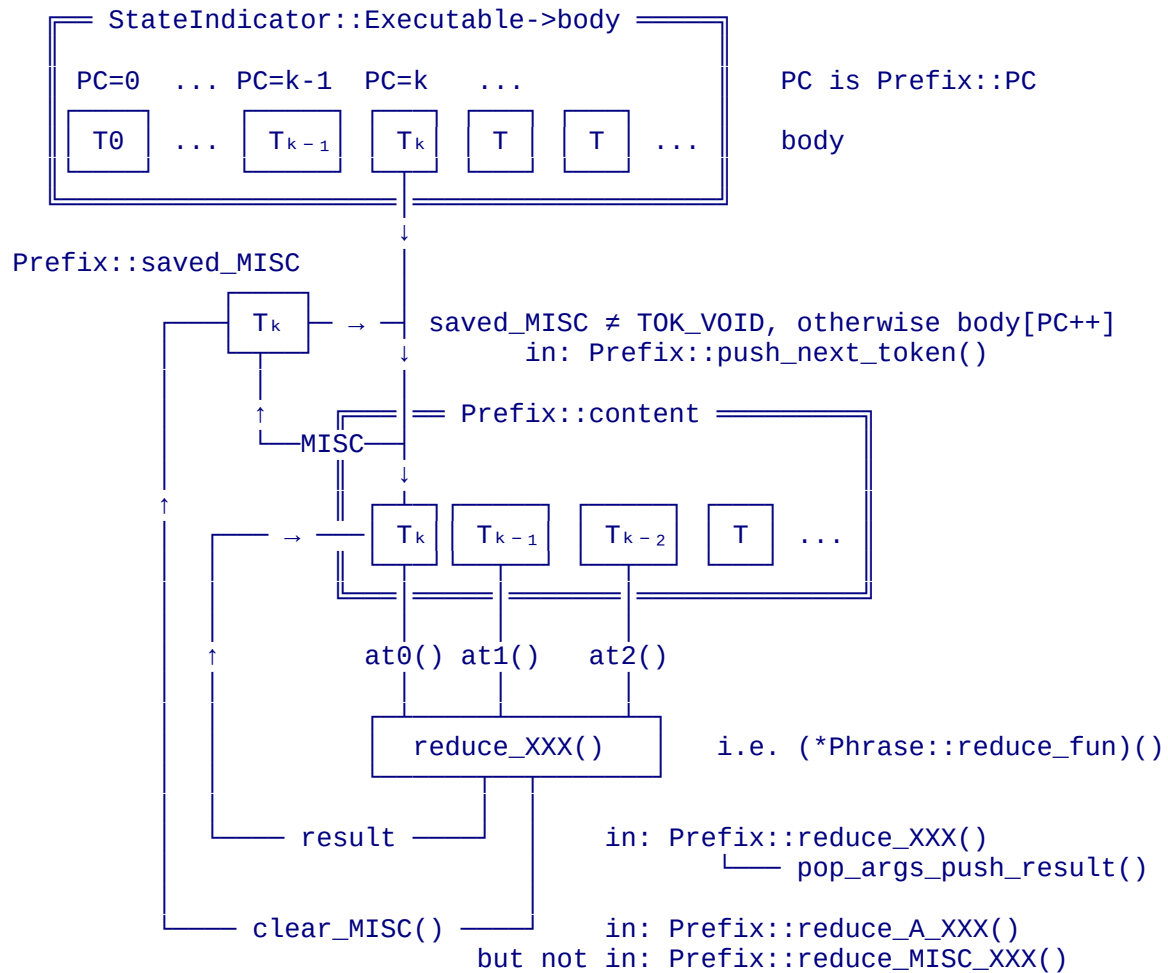 StateIndicator::Executable->body
PC=0 ... PC=k-1 PC=k ... PC is Prefix::PC
T0 ... Tₖ₋₁ Tₖ T T ... body
↓
Prefix::saved_MISC
Tₖ → saved_MISC ≠ TOK_VOID, otherwise body[PC++]
↓ in: Prefix::push_next_token()
↑ Prefix::content
MISC
↓
↑
→ Tₖ Tₖ₋₁ Tₖ₋₂ T ...
↑ at0() at1() at2()
reduce_XXX() i.e. (*Phrase::reduce_fun)()
result in: Prefix::reduce_XXX()
pop_args_push_result()
clear_MISC() in: Prefix::reduce_A_XXX()
but not in: Prefix::reduce_MISC_XXX()